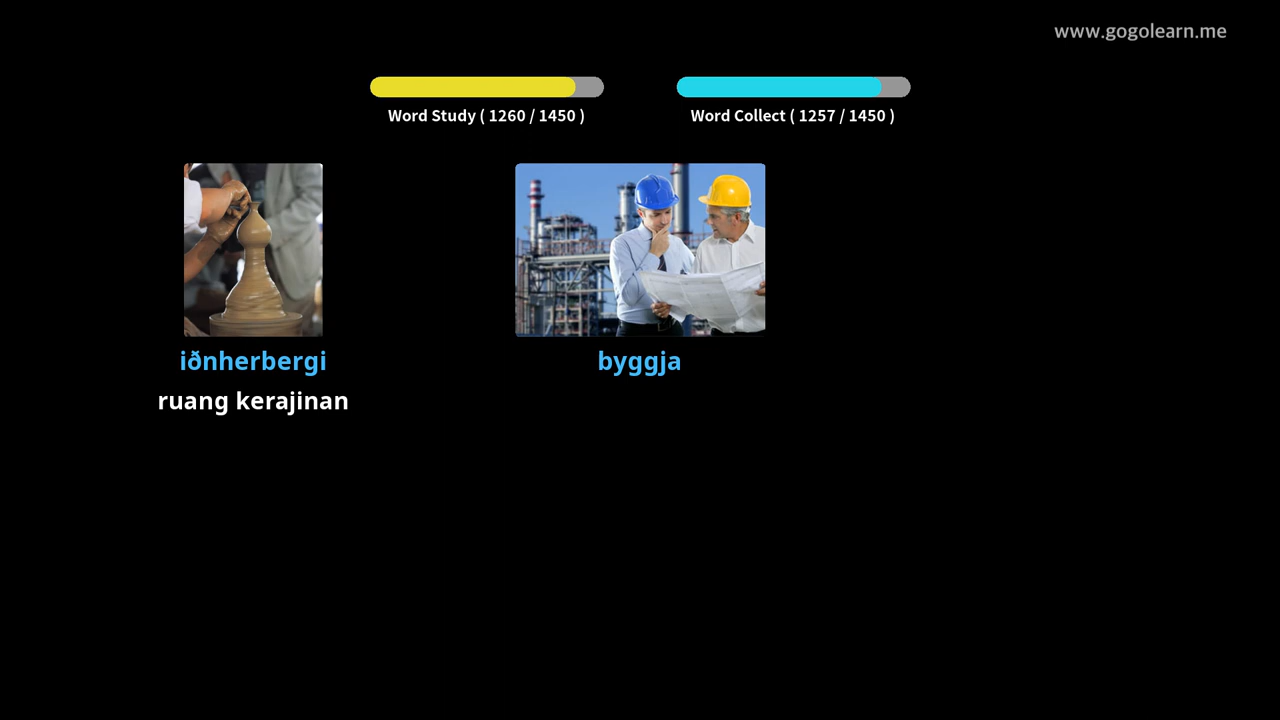 www.gogolearn.me
Word Study ( 1260 / 1450 )
Word Collect ( 1257 / 1450 )
iðnherbergi
byggja
ruang kerajinan